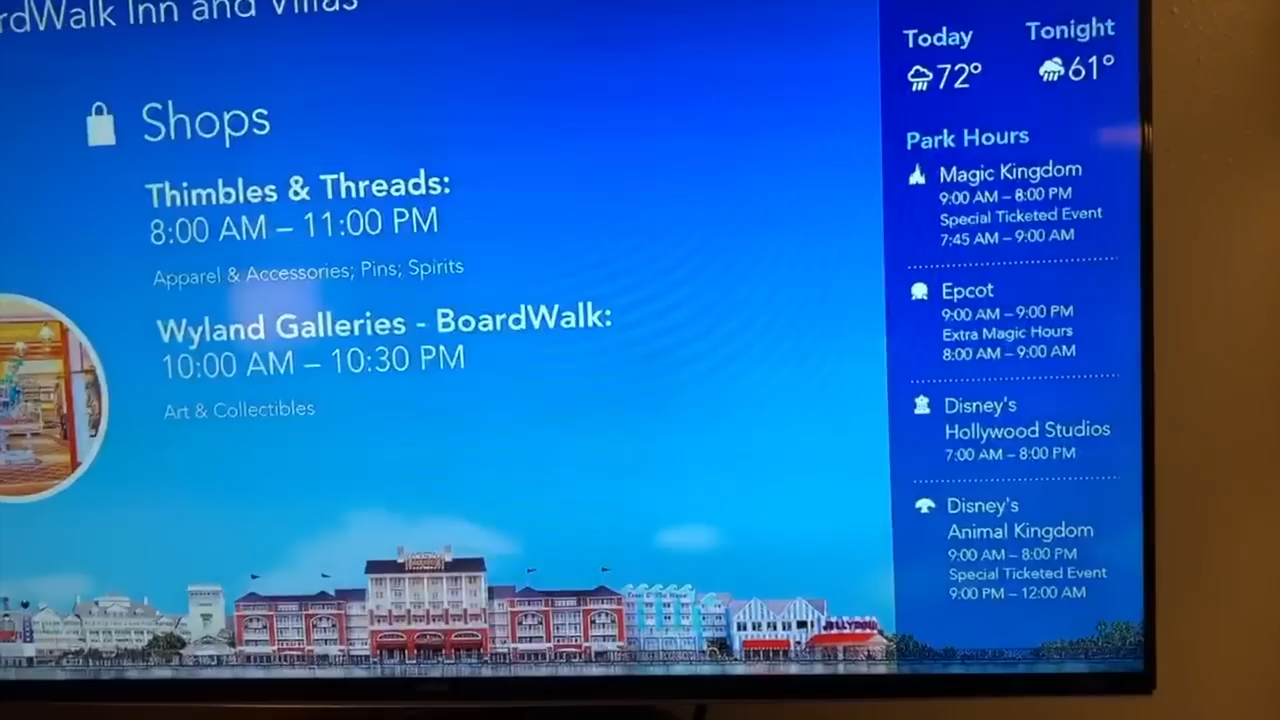 Inn and Villas
Shops
Thimbles & Threads:
8:00 AM – 11:00 PM
Apparel & Accessories; Pins; Spirits
Wyland Galleries - BoardWalk:
10:00 AM – 10:30 PM
Art & Collectibles
Today
Tonight
72°
61°
Park Hours
Magic Kingdom
9:00 AM – 8:00 PM
Special Ticketed Event
7:45 AM – 9:00 AM
Epcot
9:00 AM – 9:00 PM
Extra Magic Hours
8:00 AM – 9:00 AM
Disney's
Hollywood Studios
7:00 AM – 8:00 PM
Disney's
Animal Kingdom
9:00 AM – 8:00 PM
Special Ticketed Event
9:00 PM – 12:00 AM